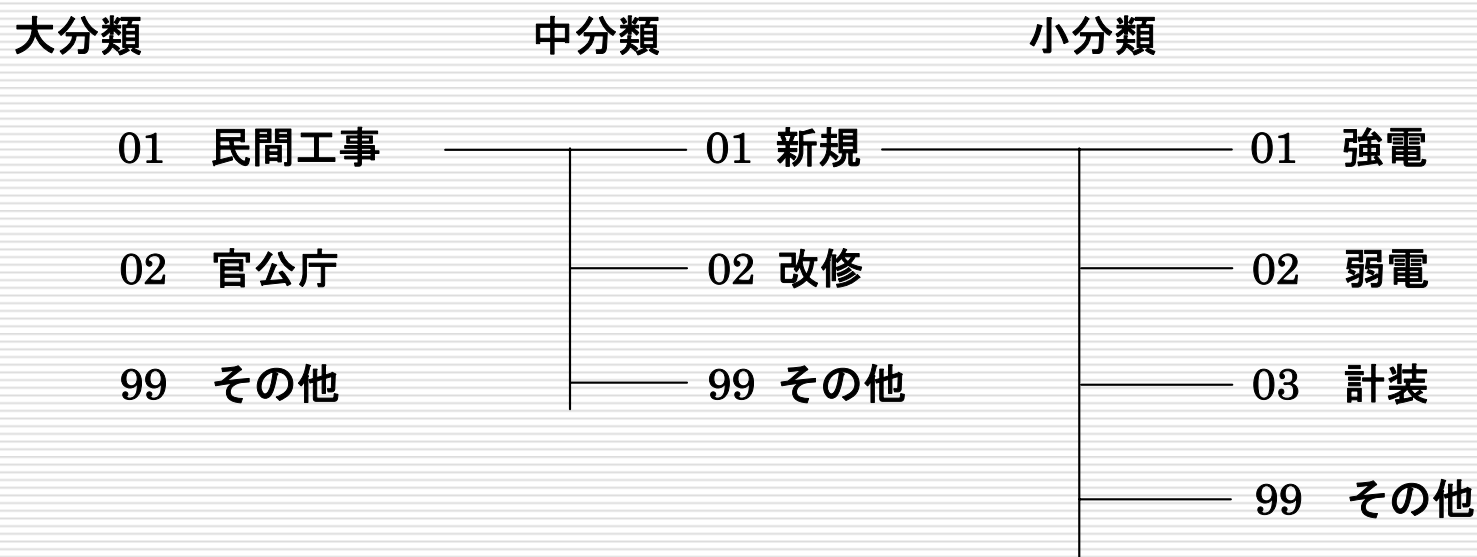 大分類 中分類 小分類
01 民間工事 01 新規 01 強電
02 官公庁 02 改修 02 弱電
99 その他 99 その他 03 計装
99 その他